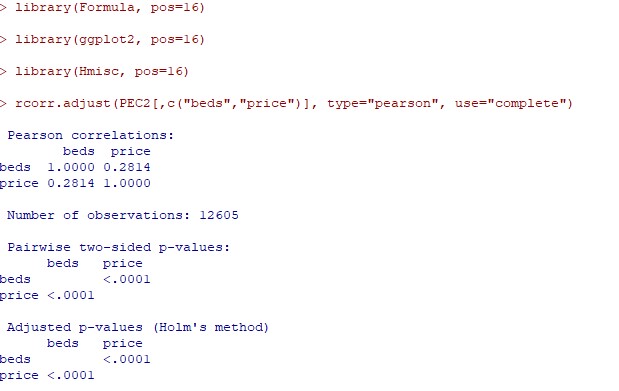 > library(Formula, pos=16)
> library(ggplot2, pos=16)
> library(Hmisc, pos=16)
> rcorr.adjust(PEC2[,c("beds","price")], type="pearson", use="complete")
Pearson correlations:
beds price
beds 1.0000 0.2814
price 0.2814 1.0000
Number of observations: 12605
Pairwise two-sided p-values:
beds price
beds <.0001
price <.0001
Adjusted p-values (Holm's method)
beds price
beds <.0001
price <.0001